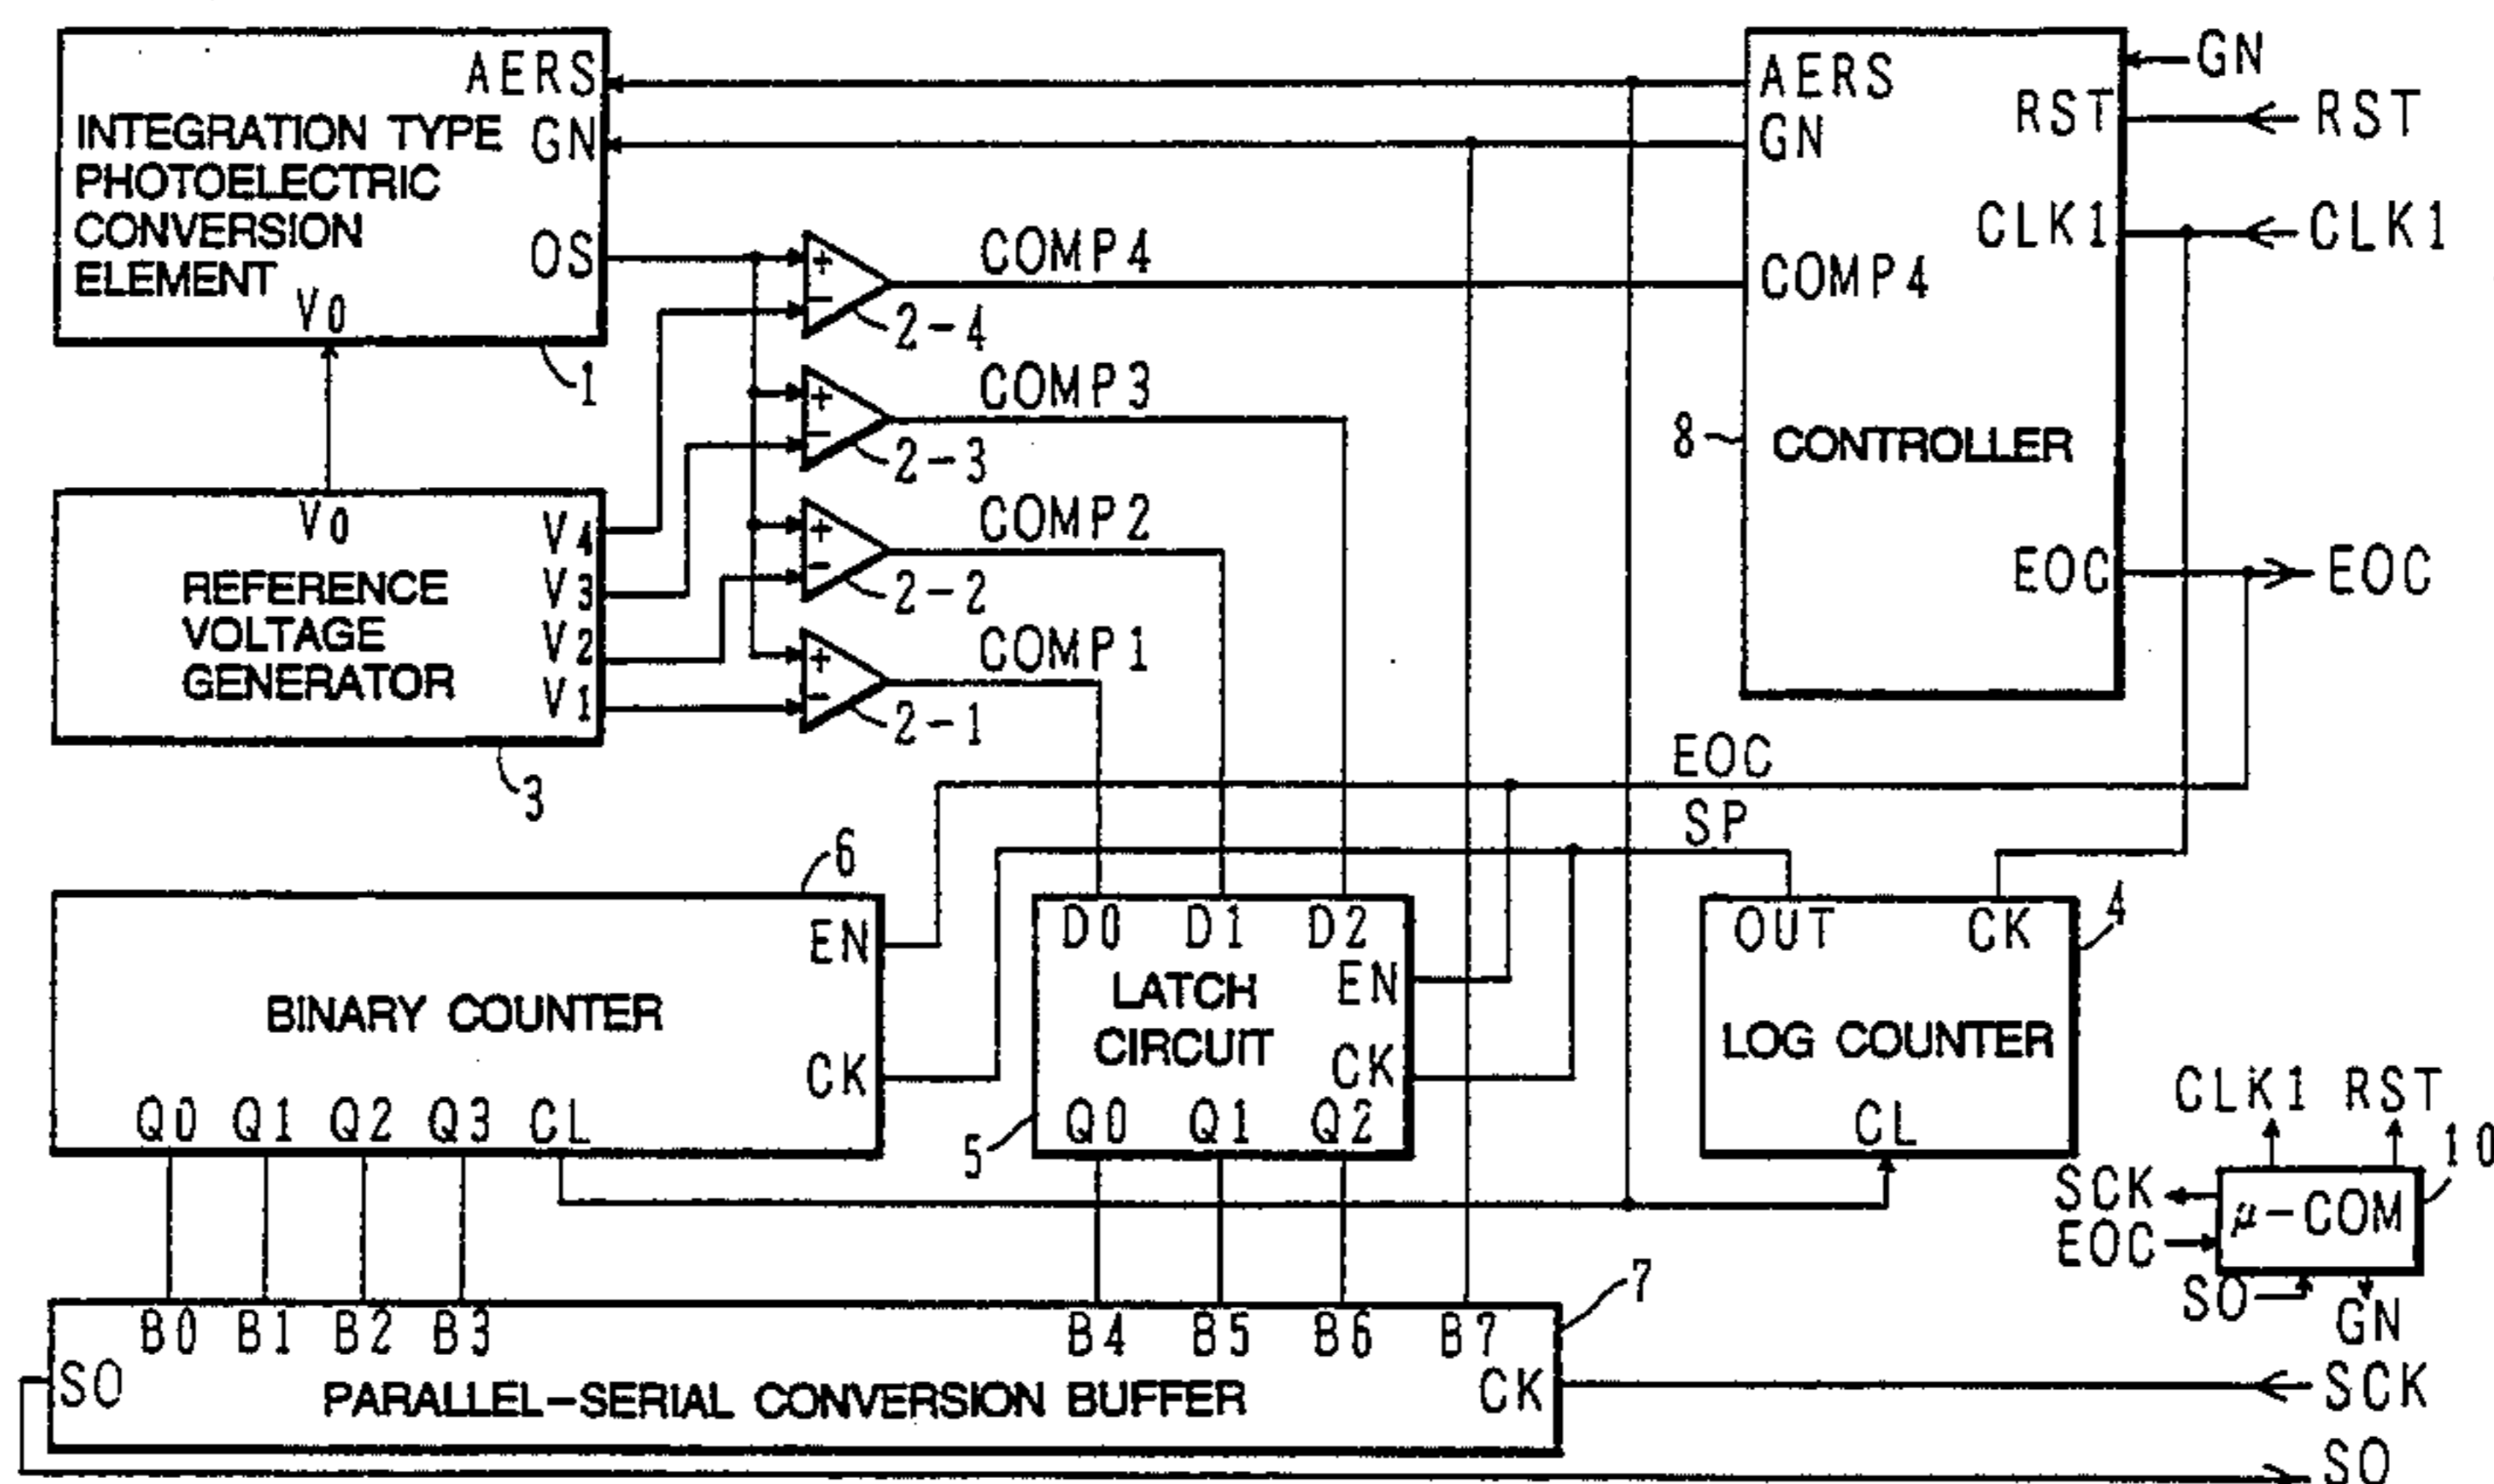 AERS
GN
INTEGRATION TYPE
PHOTOELECTRIC
CONVERSION
ELEMENT
OS
V0
1
AERS
GN
COMP4
8
CONTROLLER
GN
RST
RST
CLK1
CLK1
EOC
EOC
COMP4
+
−
2-4
COMP3
+
−
2-3
COMP2
+
−
2-2
COMP1
+
−
2-1
V0
REFERENCE
VOLTAGE
GENERATOR
V4
V3
V2
V1
3
EOC
SP
6
EN
BINARY COUNTER
CK
Q0 Q1 Q2 Q3 CL
D0 D1 D2
LATCH
CIRCUIT
EN
CK
Q0 Q1 Q2
5
OUT CK
4
LOG COUNTER
CL
CLK1 RST
10
SCK
EOC
μ-COM
SO
GN
7
B0 B1 B2 B3 B4 B5 B6 B7
SO
PARALLEL-SERIAL CONVERSION BUFFER
CK
SCK
SO